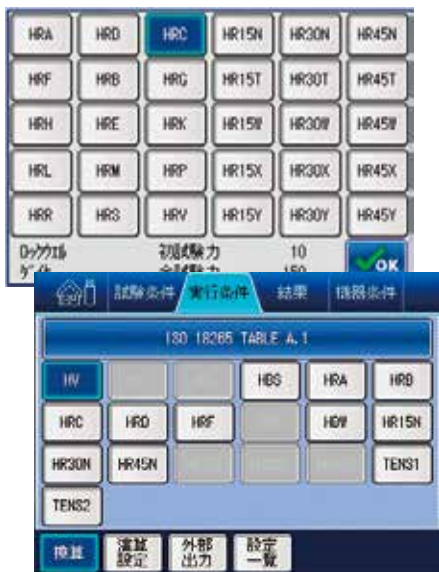 HRA HRD HRC HR15N HR30N HR45N
HRF HRB HRG HR15T HR30T HR45T
HRH HRE HRK HR15W HR30W HR45W
HRL HRM HRP HR15X HR30X HR45X
HRR HRS HRV HR15Y HR30Y HR45Y
ロックウエル 初試験力 10
150 OK
試験条件 実行条件 結果 機器条件
ISO 18265 TABLE A.1
HV HBS HRA HRB
HRC HRD HRF HBW HR15N
HR30N HR45N TENS1
TENS2
換算 演算設定 外部出力 設定一覧